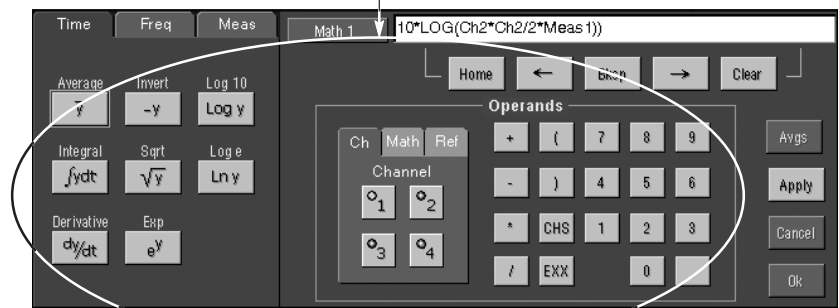 Time Freq Meas
Math 1 10*LOG(Ch2*Ch2/2*Meas1))
Home ← Bksp → Clear
Average Invert Log 10
y -y Log y
Integral Sqrt Log e
∫ydt √y Ln y
Derivative Exp
dy/dt e^y
Operands
Ch Math Ref
Channel
1 2
3 4
+ ( 7 8 9
- ) 4 5 6
* CHS 1 2 3
/ EXX 0 .
Avgs
Apply
Cancel
Ok